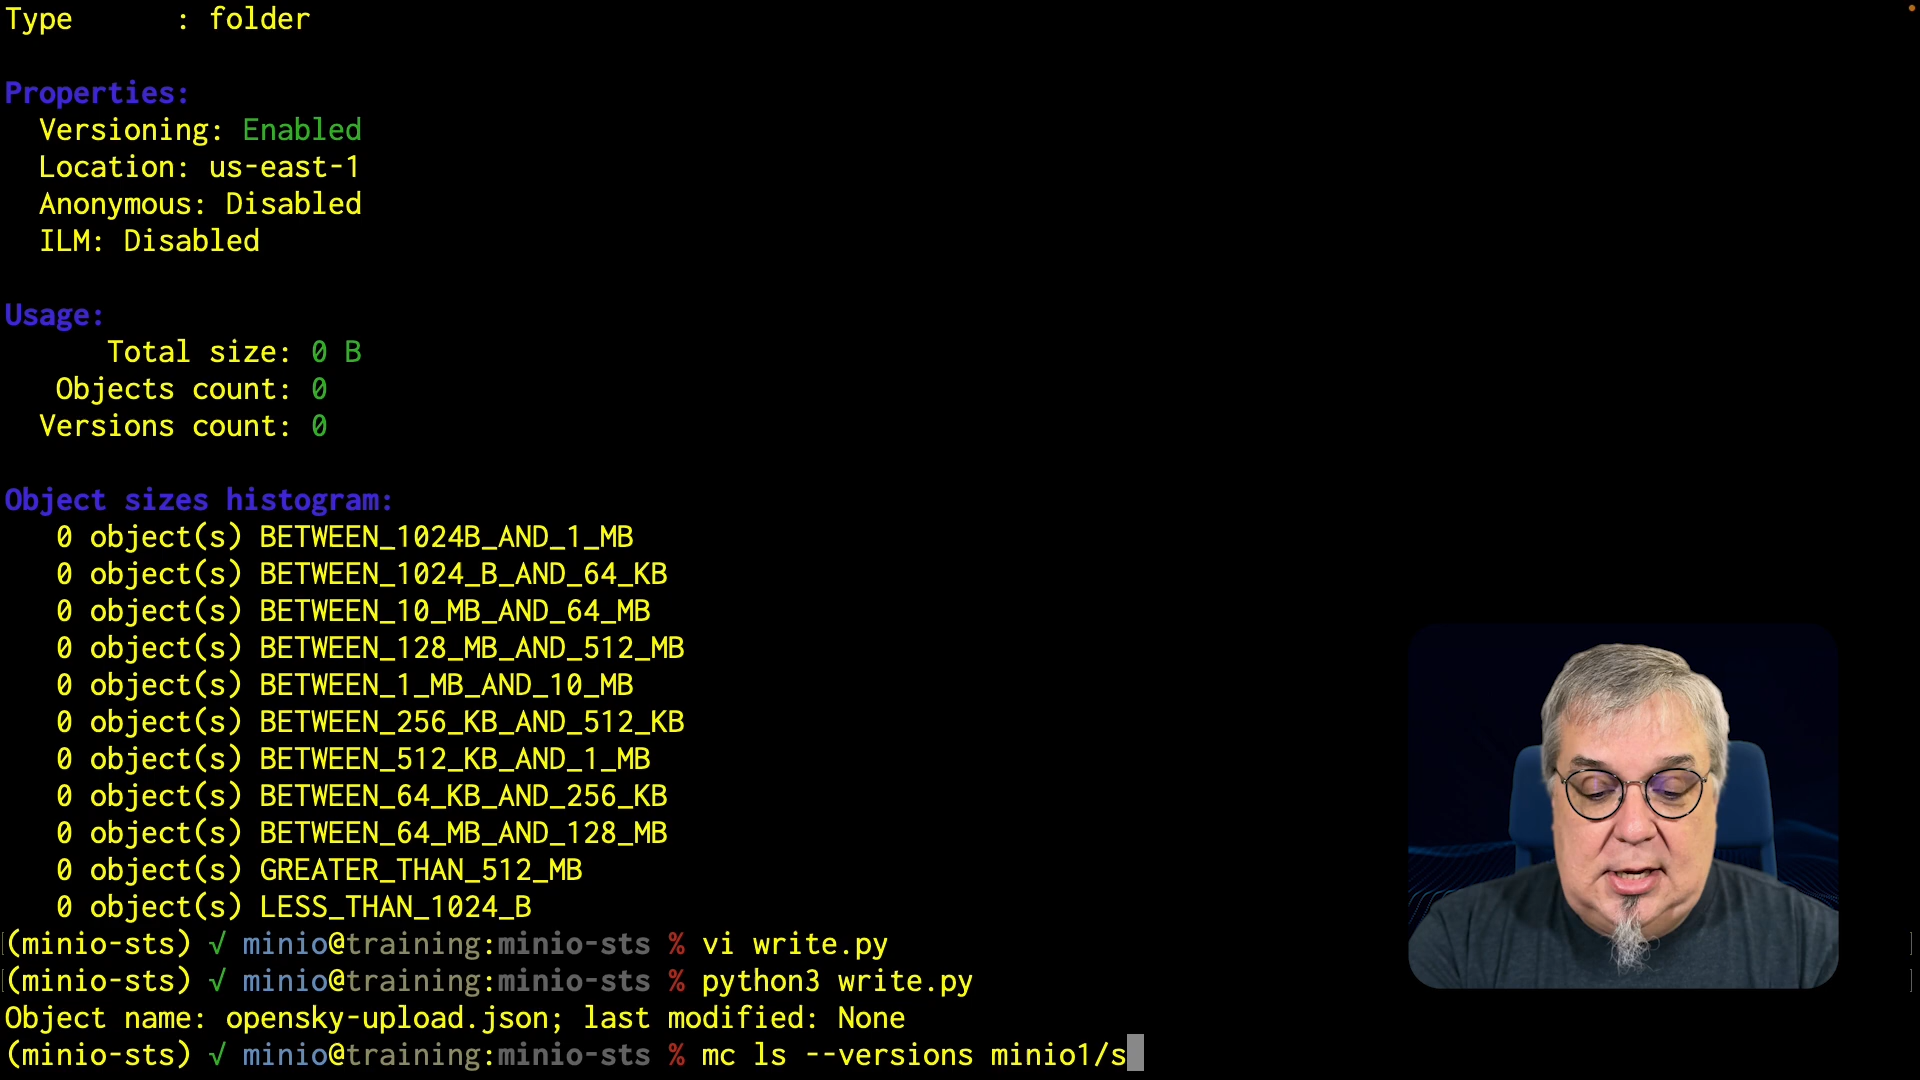 Type      : folder
Properties:
Versioning: Enabled
Location: us-east-1
Anonymous: Disabled
ILM: Disabled
Usage:
Total size: 0 B
Objects count: 0
Versions count: 0
Object sizes histogram:
0 object(s) BETWEEN_1024B_AND_1_MB
0 object(s) BETWEEN_1024_B_AND_64_KB
0 object(s) BETWEEN_10_MB_AND_64_MB
0 object(s) BETWEEN_128_MB_AND_512_MB
0 object(s) BETWEEN_1_MB_AND_10_MB
0 object(s) BETWEEN_256_KB_AND_512_KB
0 object(s) BETWEEN_512_KB_AND_1_MB
0 object(s) BETWEEN_64_KB_AND_256_KB
0 object(s) BETWEEN_64_MB_AND_128_MB
0 object(s) GREATER_THAN_512_MB
0 object(s) LESS_THAN_1024_B
[(minio-sts) √ minio@training:minio-sts % vi write.py ]
[(minio-sts) √ minio@training:minio-sts % python3 write.py ]
Object name: opensky-upload.json; last modified: None
(minio-sts) √ minio@training:minio-sts % mc ls --versions minio1/s